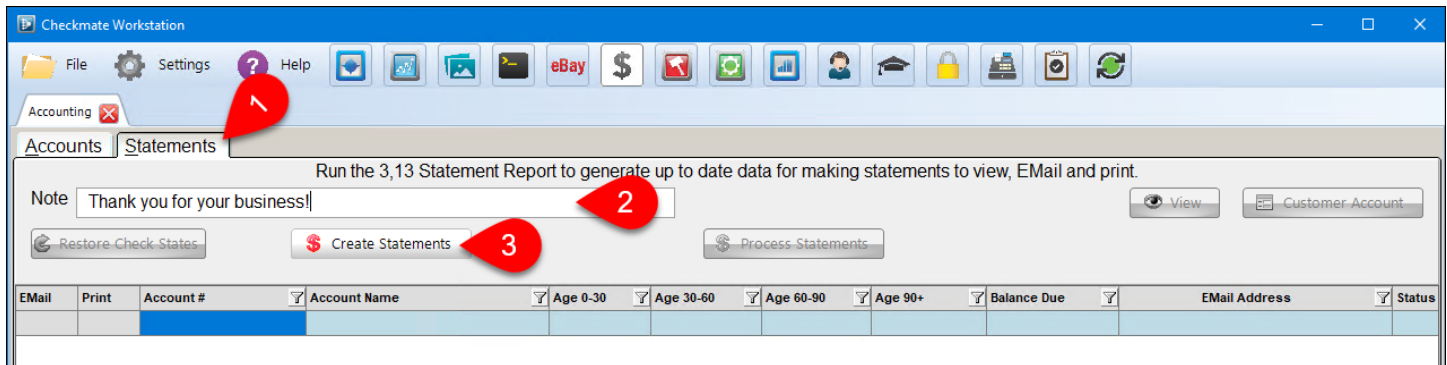 Checkmate Workstation
File Settings Help >_ eBay $
Accounting
1
Accounts Statements
Run the 3,13 Statement Report to generate up to date data for making statements to view, EMail and print.
Note Thank you for your business! 2 View Customer Account
Restore Check States $ Create Statements 3 $ Process Statements
EMail Print Account # Account Name Age 0-30 Age 30-60 Age 60-90 Age 90+ Balance Due EMail Address Status